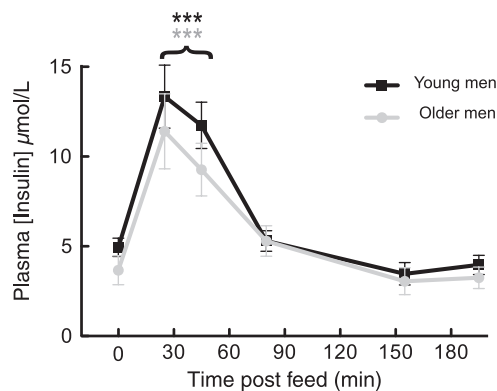 ***
***
15
10
5
0
Plasma [Insulin] µmol/L
Young men
Older men
0 30 60 90 120 150 180
Time post feed (min)